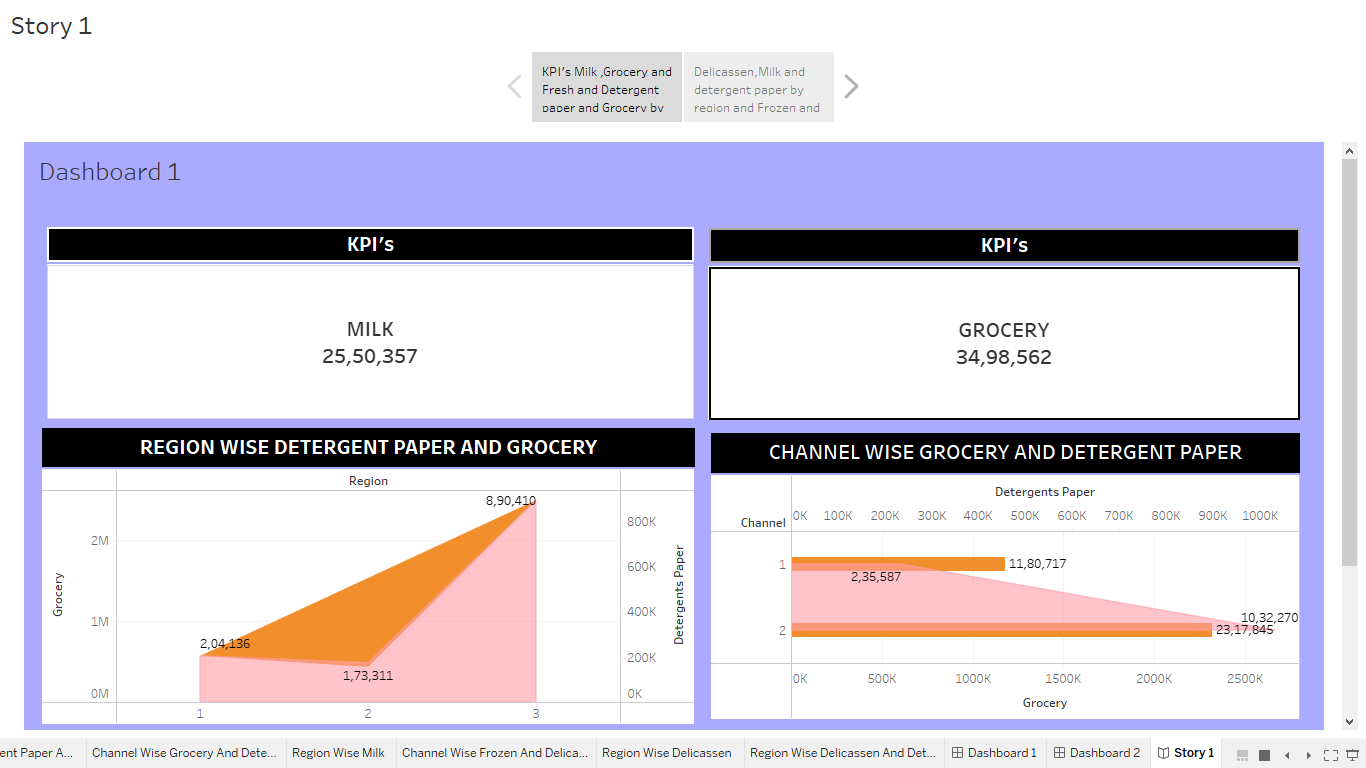 Story 1
KPI's Milk ,Grocery and
Fresh and Detergent
paper and Grocery by
Delicassen,Milk and
detergent paper by
region and Frozen and
Dashboard 1
KPI's
MILK
25,50,357
KPI's
GROCERY
34,98,562
REGION WISE DETERGENT PAPER AND GROCERY
Region
8,90,410
2,04,136
1,73,311
2M
1M
0M
Grocery
800K
600K
400K
200K
0K
Detergents Paper
1 2 3
CHANNEL WISE GROCERY AND DETERGENT PAPER
Detergents Paper
Channel
0K 100K 200K 300K 400K 500K 600K 700K 800K 900K 1000K
1
11,80,717
2,35,587
10,32,270
2
23,17,845
0K 500K 1000K 1500K 2000K 2500K
Grocery
ent Paper A... Channel Wise Grocery And Dete... Region Wise Milk Channel Wise Frozen And Delica... Region Wise Delicassen Region Wise Delicassen And Det... Dashboard 1 Dashboard 2 Story 1